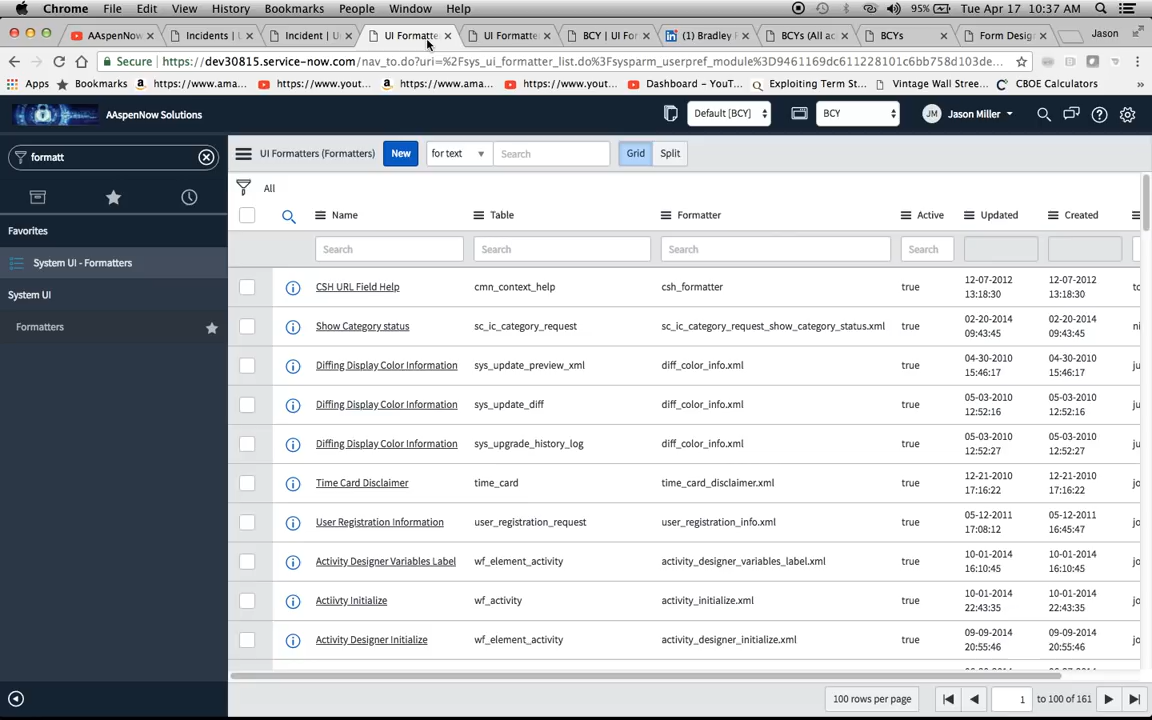 Chrome File Edit View History Bookmarks People Window Help 95% Tue Apr 17 10:37 AM
AAspenNow Incidents | Incident | UI Formatte UI Formatte BCY | UI For (1) Bradley BCYs (All ac BCYs Form Desig Jason
Secure https://dev30815.service-now.com/nav_to.do?uri=%2Fsys_ui_formatter_list.do%3Fsysparm_userpref_module%3D9461169dc611228101c6bb758d103de...
Apps Bookmarks https://www.ama... https://www.yout... https://www.ama... https://www.yout... Dashboard – YouT... Exploiting Term St... Vintage Wall Street... CBOE Calculators »
AAspenNow Solutions Default [BCY] BCY JM Jason Miller
formatt
UI Formatters (Formatters) New for text Search Grid Split
All
Name Table Formatter Active Updated Created
Search Search Search Search
Favorites
System UI - Formatters
System UI
Formatters
CSH URL Field Help cmn_context_help csh_formatter true 12-07-2012 13:18:30 12-07-2012 13:18:30 to
Show Category status sc_ic_category_request sc_ic_category_request_show_category_status.xml true 02-20-2014 09:43:45 02-20-2014 09:43:45 ni
Diffing Display Color Information sys_update_preview_xml diff_color_info.xml true 04-30-2010 15:46:17 04-30-2010 15:46:17 ju
Diffing Display Color Information sys_update_diff diff_color_info.xml true 05-03-2010 12:52:16 05-03-2010 12:52:16 ju
Diffing Display Color Information sys_upgrade_history_log diff_color_info.xml true 05-03-2010 12:52:27 05-03-2010 12:52:27 ju
Time Card Disclaimer time_card time_card_disclaimer.xml true 12-21-2010 17:16:22 12-21-2010 17:16:22 jo
User Registration Information user_registration_request user_registration_info.xml true 05-12-2011 17:08:12 05-12-2011 16:45:47 jo
Activity Designer Variables Label wf_element_activity activity_designer_variables_label.xml true 10-01-2014 16:10:45 10-01-2014 16:10:45 jo
Actiivty Initialize wf_activity activity_initialize.xml true 10-01-2014 22:43:35 10-01-2014 22:43:35 jo
Activity Designer Initialize wf_element_activity activity_designer_initialize.xml true 09-09-2014 20:55:46 09-09-2014 20:55:46 jo
100 rows per page 1 to 100 of 161